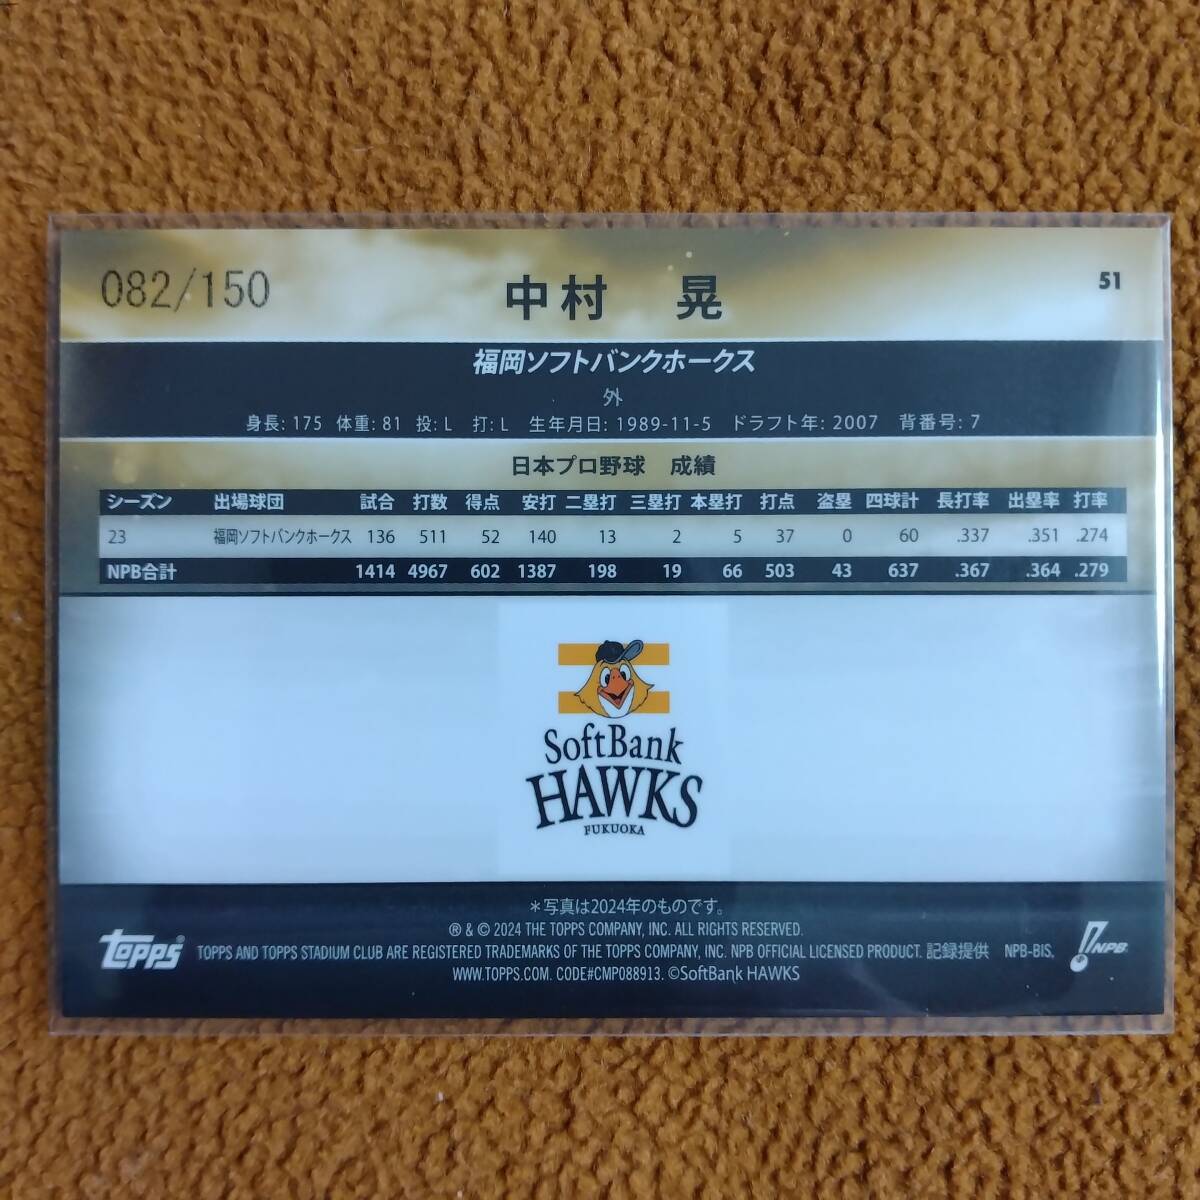 082/150 中村 晃 51
福岡ソフトバンクホークス
外
身長: 175 体重: 81 投: L 打: L 生年月日: 1989-11-5 ドラフト年: 2007 背番号: 7
日本プロ野球 成績
シーズン 出場球団 試合 打数 得点 安打 二塁打 三塁打 本塁打 打点 盗塁 四球計 長打率 出塁率 打率
23 福岡ソフトバンクホークス 136 511 52 140 13 2 5 37 0 60 .337 .351 .274
NPB合計 1414 4967 602 1387 198 19 66 503 43 637 .367 .364 .279
SoftBank
HAWKS
FUKUOKA
＊写真は2024年のものです。
® & © 2024 THE TOPPS COMPANY, INC. ALL RIGHTS RESERVED.
topps® TOPPS AND TOPPS STADIUM CLUB ARE REGISTERED TRADEMARKS OF THE TOPPS COMPANY, INC. NPB OFFICIAL LICENSED PRODUCT. 記録提供 NPB-BIS, NPB
WWW.TOPPS.COM. CODE#CMP088913. ©SoftBank HAWKS